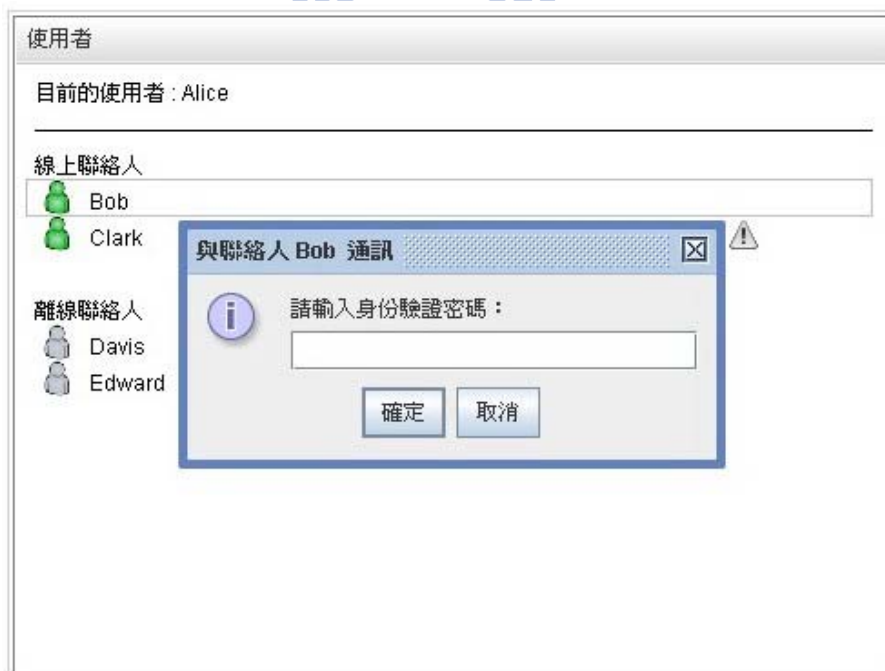 使用者
目前的使用者 : Alice
線上聯絡人
Bob
Clark
與聯絡人 Bob 通訊
請輸入身份驗證密碼：
確定
取消
離線聯絡人
Davis
Edward